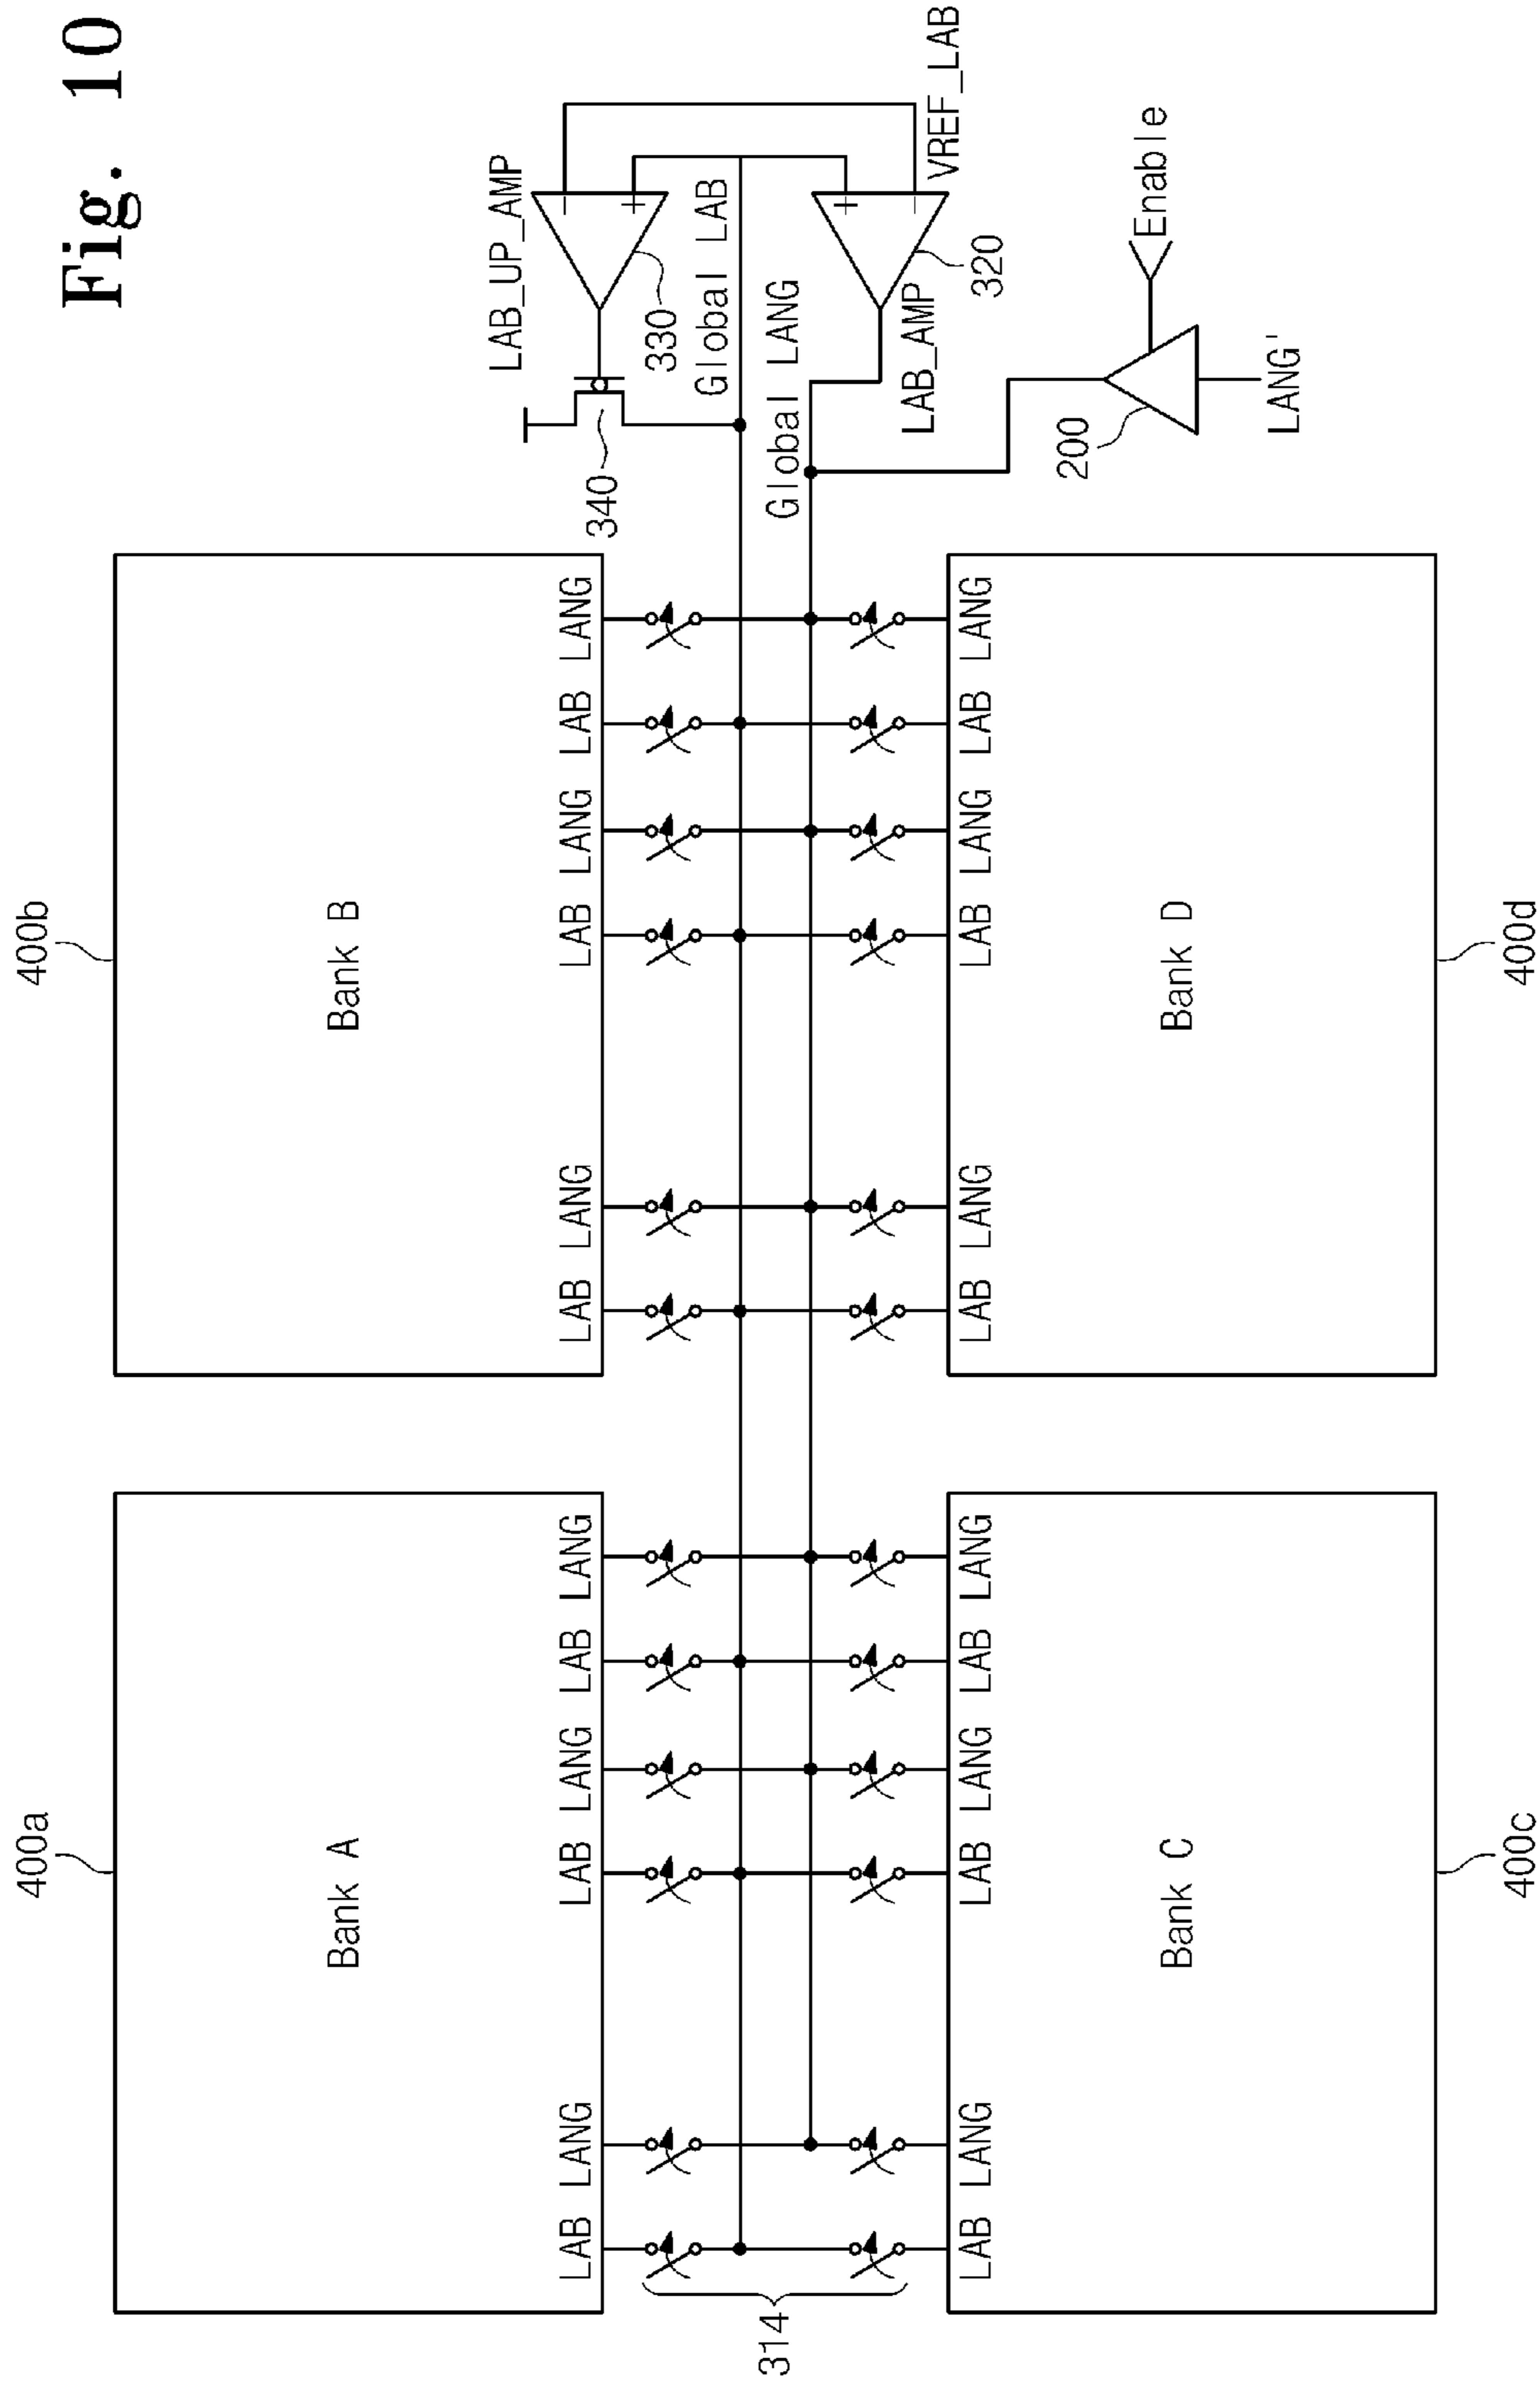 Fig. 10
400a
400b
Bank A
Bank B
LAB LANG LAB LANG LAB LANG
LAB LANG LAB LANG LAB LANG
LAB_UP_AMP
340
330
Global LAB
314
Global LANG
LAB_AMP
VREF_LAB
320
LAB LANG LAB LANG LAB LANG
LAB LANG LAB LANG LAB LANG
200
Enable
LANG'
Bank C
Bank D
400c
400d